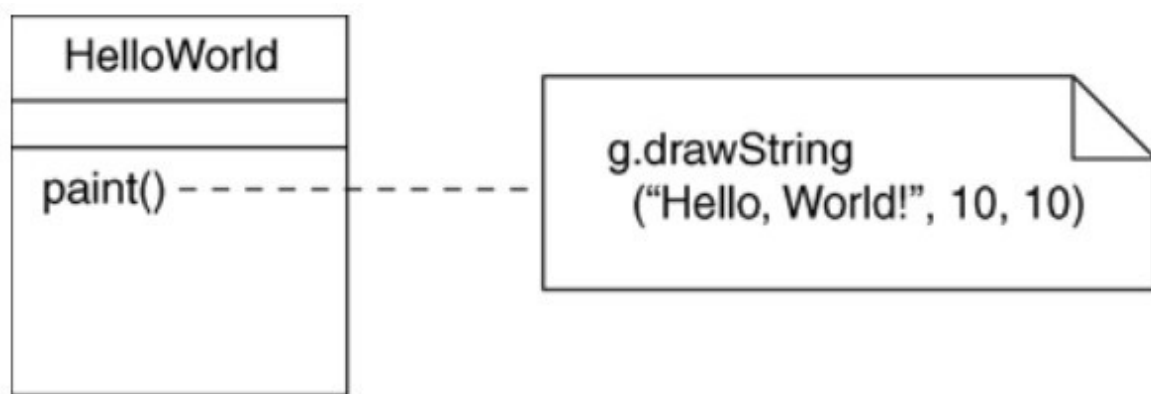 HelloWorld
paint()
g.drawString
(“Hello, World!”, 10, 10)